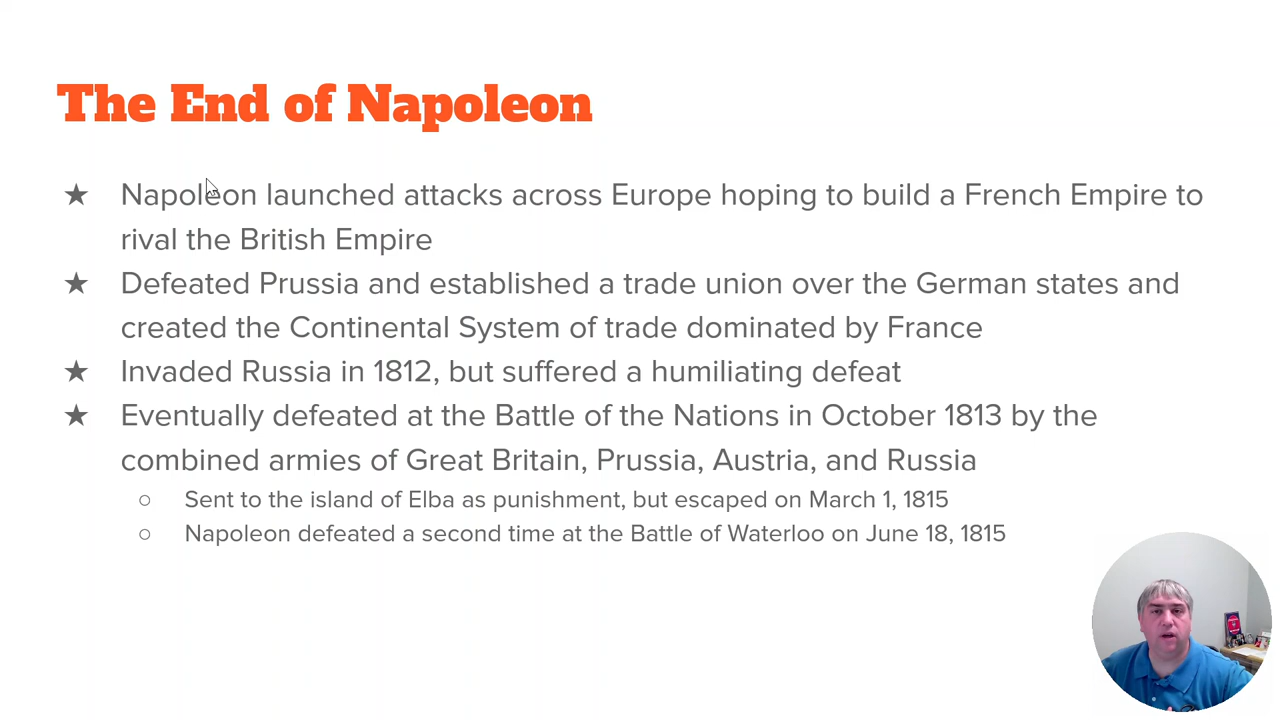 The End of Napoleon
★ Napoleon launched attacks across Europe hoping to build a French Empire to
rival the British Empire
★ Defeated Prussia and established a trade union over the German states and
created the Continental System of trade dominated by France
★ Invaded Russia in 1812, but suffered a humiliating defeat
★ Eventually defeated at the Battle of the Nations in October 1813 by the
combined armies of Great Britain, Prussia, Austria, and Russia
○ Sent to the island of Elba as punishment, but escaped on March 1, 1815
○ Napoleon defeated a second time at the Battle of Waterloo on June 18, 1815